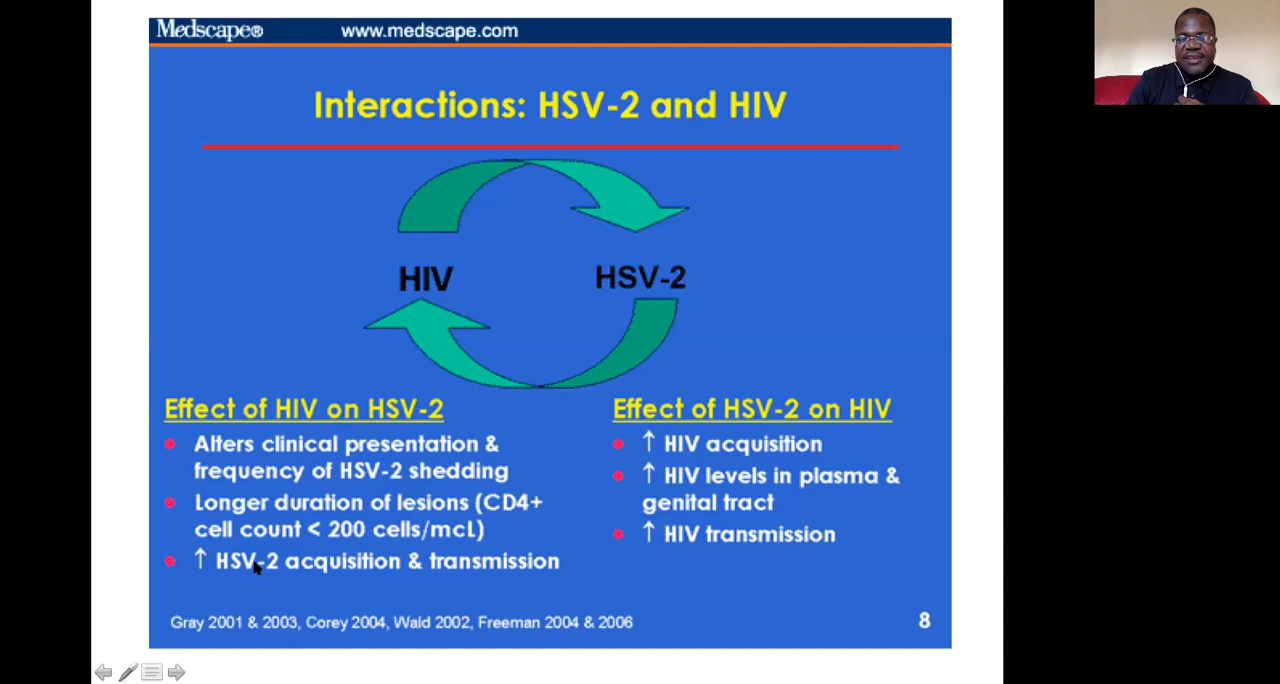 Medscape® www.medscape.com
Interactions: HSV-2 and HIV
HIV
HSV-2
Effect of HIV on HSV-2
• Alters clinical presentation &
frequency of HSV-2 shedding
• Longer duration of lesions (CD4+
cell count < 200 cells/mcL)
• ↑ HSV-2 acquisition & transmission
Effect of HSV-2 on HIV
• ↑ HIV acquisition
• ↑ HIV levels in plasma &
genital tract
• ↑ HIV transmission
Gray 2001 & 2003, Corey 2004, Wald 2002, Freeman 2004 & 2006
8